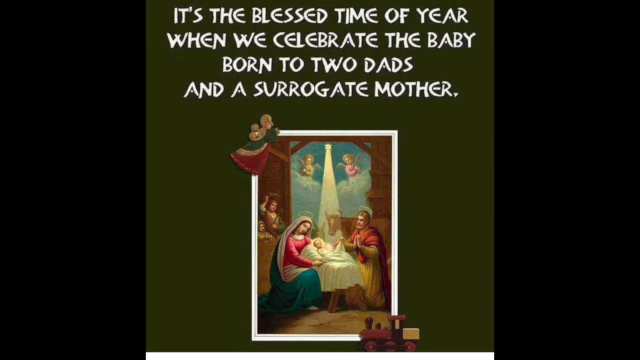 IT'S THE BLESSED TIME OF YEAR
WHEN WE CELEBRATE THE BABY
BORN TO TWO DADS
AND A SURROGATE MOTHER.